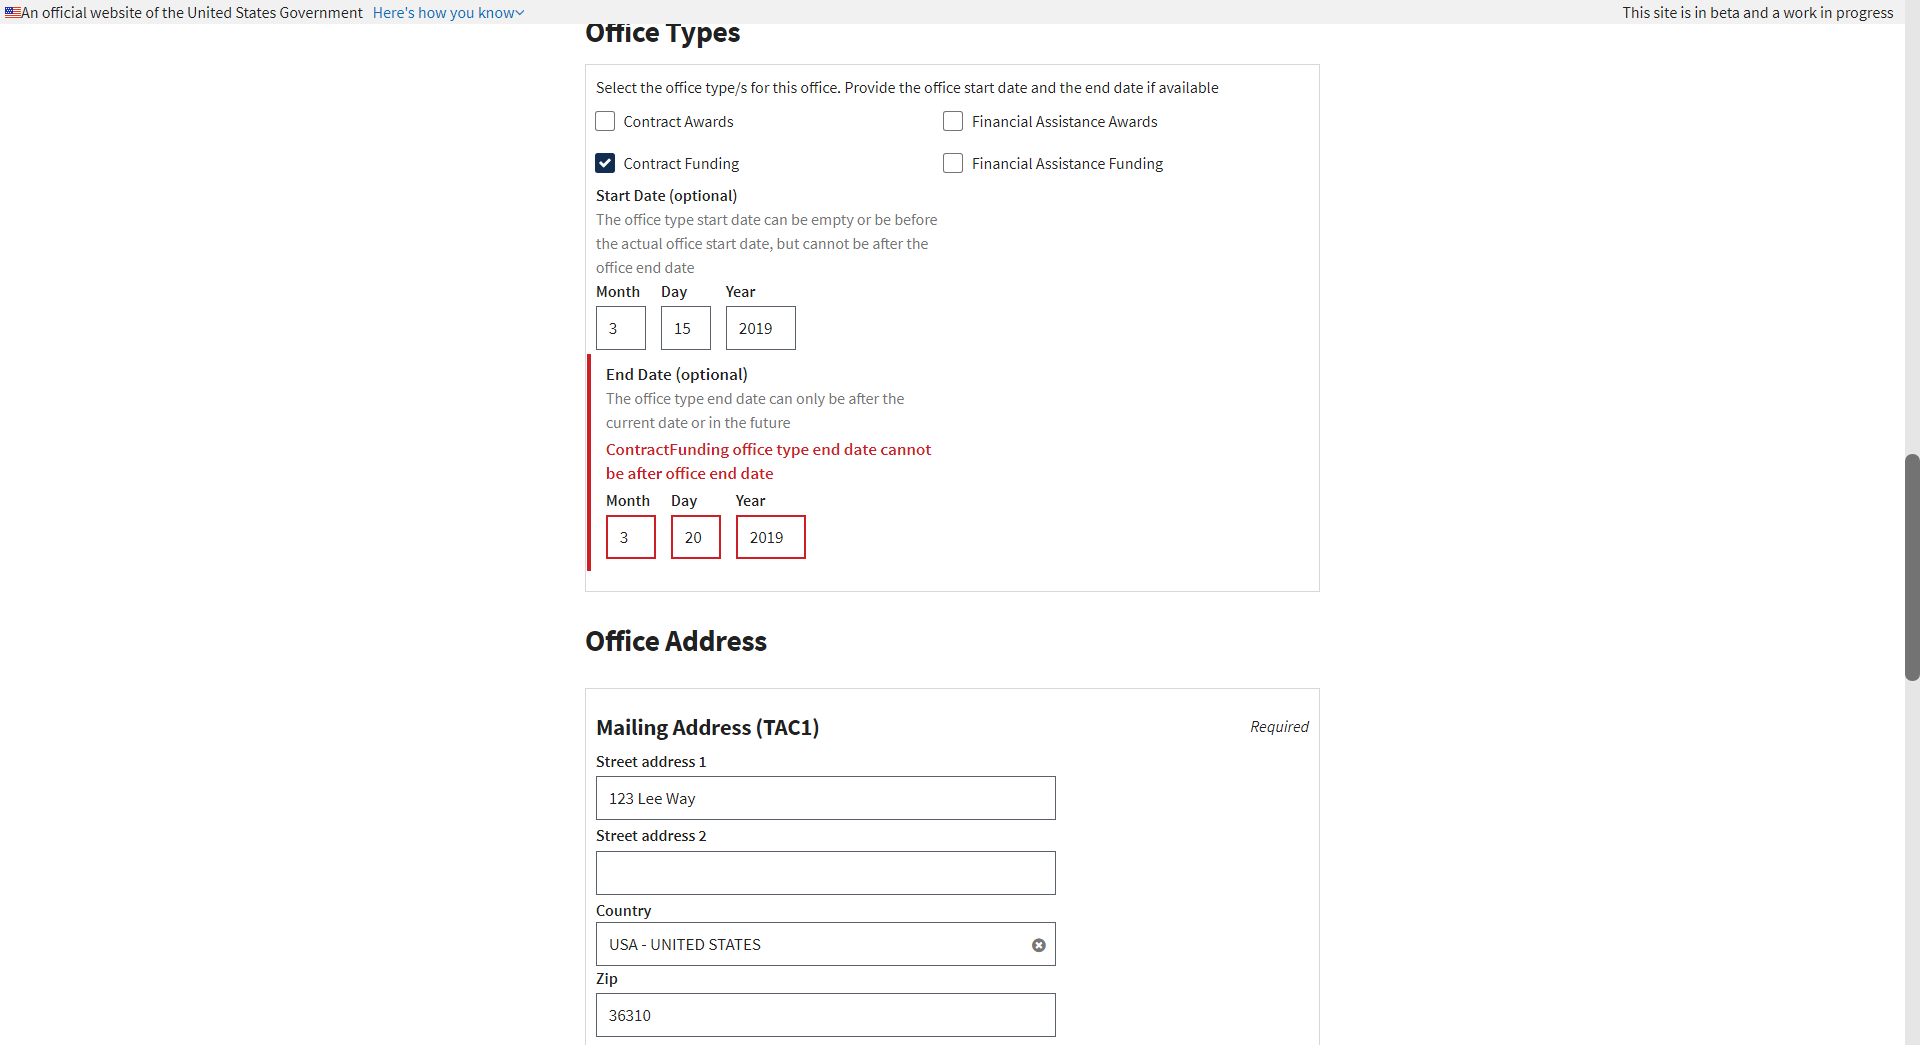 An official website of the United States Government Here's how you know
This site is in beta and a work in progress
Office Types
Select the office type/s for this office. Provide the office start date and the end date if available
Contract Awards
Financial Assistance Awards
Contract Funding
Financial Assistance Funding
Start Date (optional)
The office type start date can be empty or be before
the actual office start date, but cannot be after the
office end date
Month Day Year
3 15 2019
End Date (optional)
The office type end date can only be after the
current date or in the future
ContractFunding office type end date cannot
be after office end date
Month Day Year
3 20 2019
Office Address
Mailing Address (TAC1)
Required
Street address 1
123 Lee Way
Street address 2
Country
USA - UNITED STATES
Zip
36310